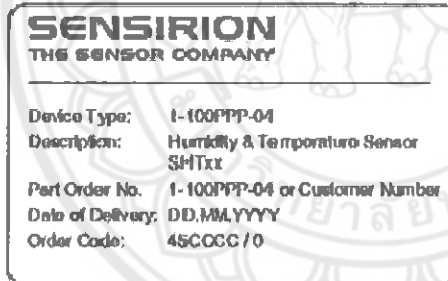 SENSIRION
THE SENSOR COMPANY
Device Type: 1-100PPP-04
Description: Humidity & Temperature Sensor
SHTxx
Part Order No. 1-100PPP-04 or Customer Number
Date of Delivery: DD.MM.YYYY
Order Code: 45CCCC / 0